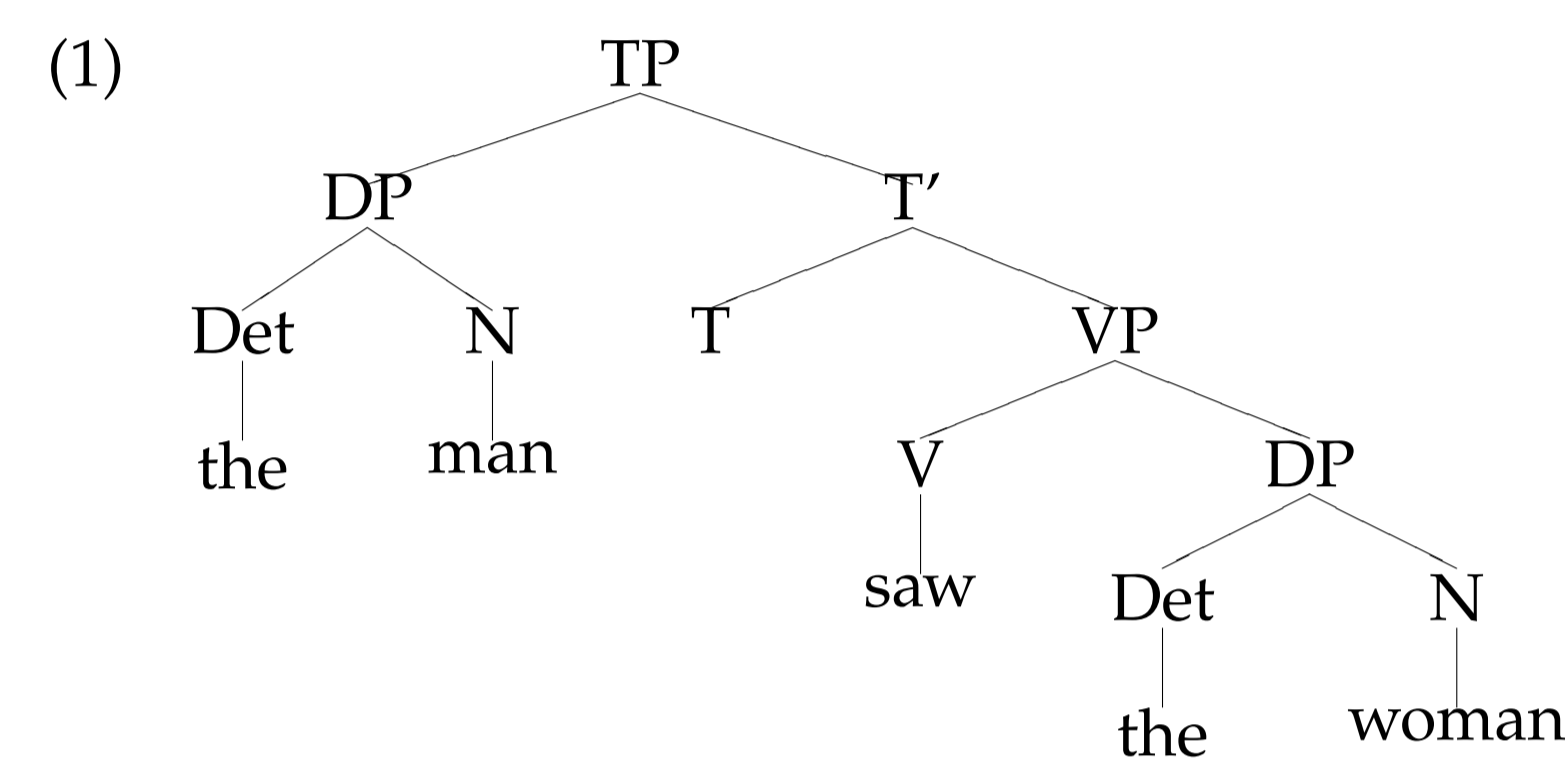 (1) TP
DP T′
Det N T VP
the man V DP
saw Det N
the woman